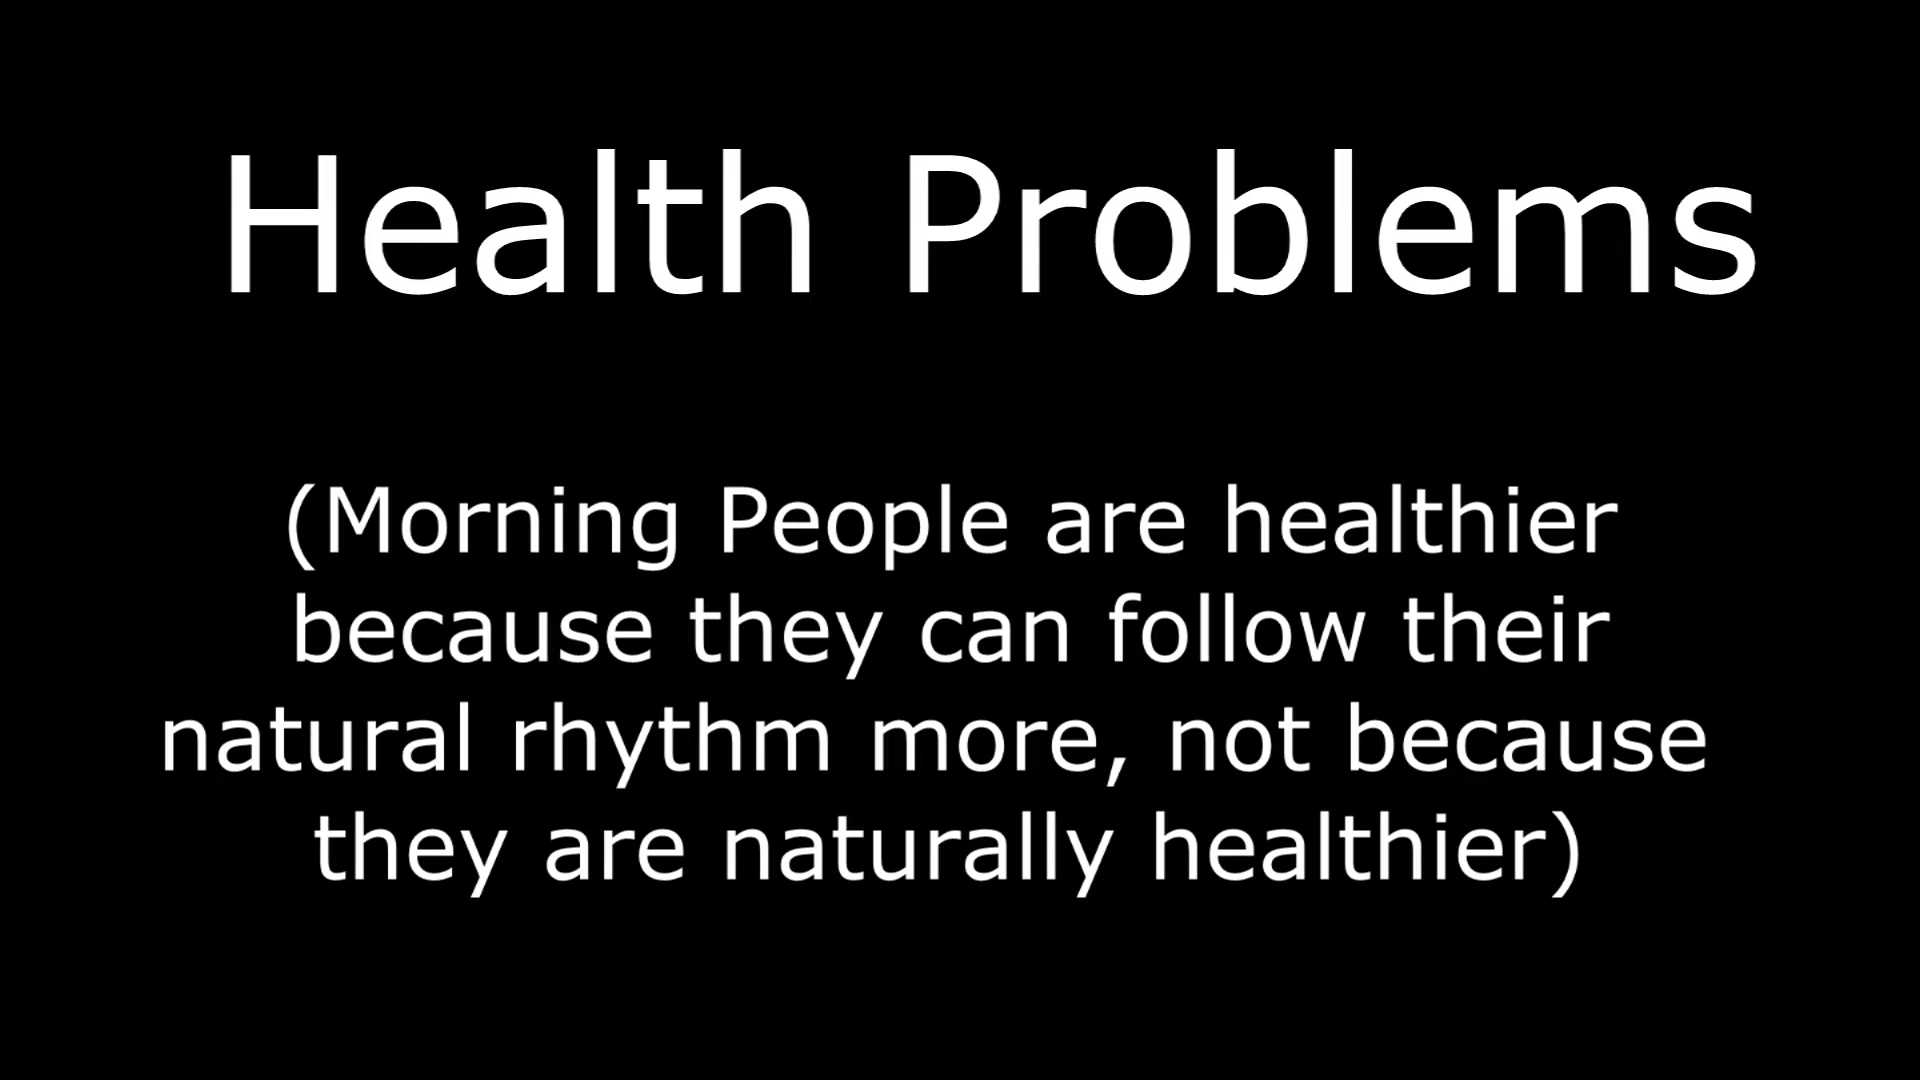 Health Problems
(Morning People are healthier
because they can follow their
natural rhythm more, not because
they are naturally healthier)